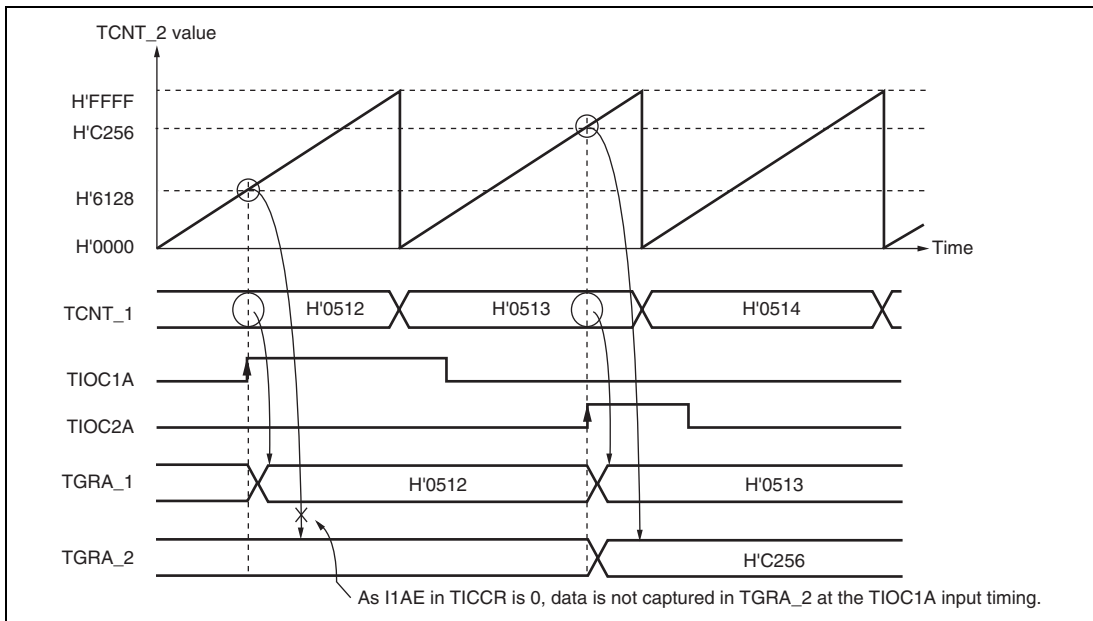 TCNT_2 value
H'FFFF
H'C256
H'6128
H'0000
Time
TCNT_1
H'0512
H'0513
H'0514
TIOC1A
TIOC2A
TGRA_1
H'0512
H'0513
TGRA_2
H'C256
As I1AE in TICCR is 0, data is not captured in TGRA_2 at the TIOC1A input timing.